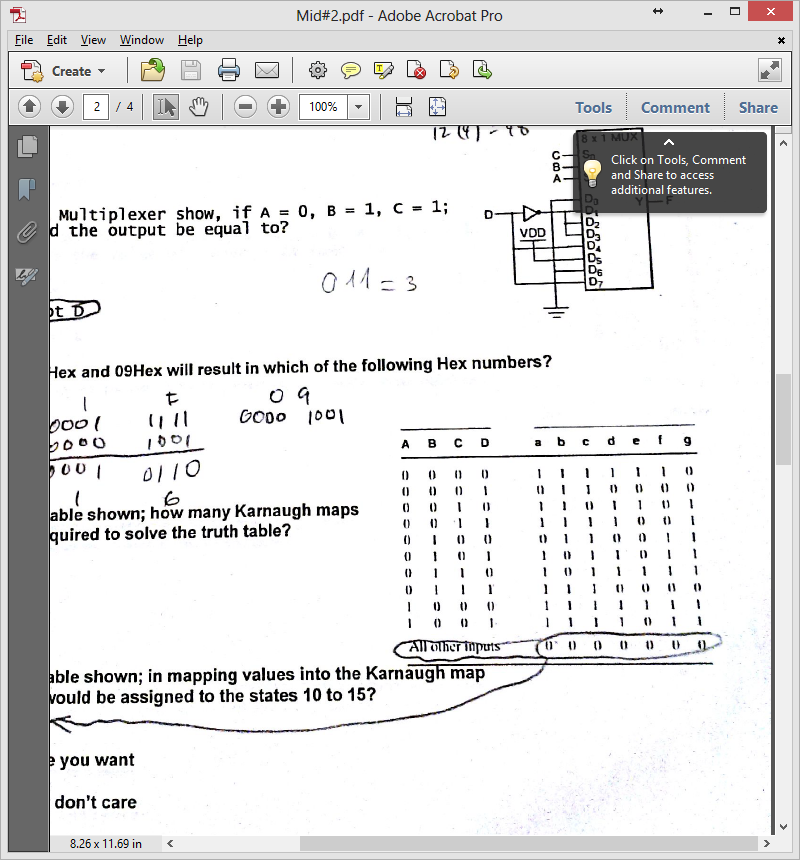 Mid#2.pdf - Adobe Acrobat Pro
File Edit View Window Help
Create
2 / 4 100% Tools Comment Share
12 (4) = 48
8 x 1 MUX
Click on Tools, Comment
and Share to access
additional features.
C
B
A
Y F
D VDD
D1
D2
D3
D4
D5
D6
D7
Multiplexer show, if A = 0, B = 1, C = 1;
d the output be equal to?
011 = 3
ot D
Hex and 09Hex will result in which of the following Hex numbers?
1 F 0 9
0001 1111 0000 1001
0000 1001
0001 0110
1 6
able shown; how many Karnaugh maps
quired to solve the truth table?
A B C D a b c d e f g
0 0 0 0 1 1 1 1 1 1 0
0 0 0 1 0 1 1 0 0 0 0
0 0 1 0 1 1 0 1 1 0 1
0 0 1 1 1 1 1 1 0 0 1
0 1 0 0 0 1 1 0 0 1 1
0 1 0 1 1 0 1 1 0 1 1
0 1 1 0 1 0 1 1 1 1 1
0 1 1 1 1 1 1 0 0 0 0
1 0 0 0 1 1 1 1 1 1 1
1 0 0 1 1 1 1 1 0 1 1
All other inputs 0 0 0 0 0 0 0
able shown; in mapping values into the Karnaugh map
would be assigned to the states 10 to 15?
e you want
don't care
8.26 x 11.69 in